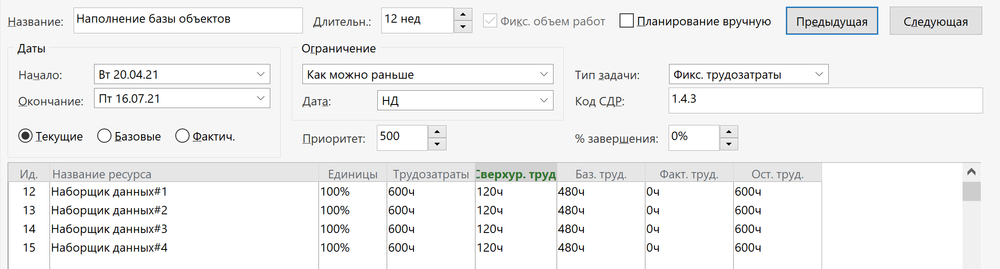 Название: Наполнение базы объектов Длительн.: 12 нед Фикс. объем работ Планирование вручную Предыдущая Следующая
Даты Ограничение
Начало: Вт 20.04.21 Как можно раньше Тип задачи: Фикс. трудозатраты
Окончание: Пт 16.07.21 Дата: НД Код СДР: 1.4.3
Текущие Базовые Фактич. Приоритет: 500 % завершения: 0%
Ид. Название ресурса Единицы Трудозатраты Сверхур. труд Баз. труд. Факт. труд. Ост. труд.
12 Наборщик данных#1 100% 600ч 120ч 480ч 0ч 600ч
13 Наборщик данных#2 100% 600ч 120ч 480ч 0ч 600ч
14 Наборщик данных#3 100% 600ч 120ч 480ч 0ч 600ч
15 Наборщик данных#4 100% 600ч 120ч 480ч 0ч 600ч